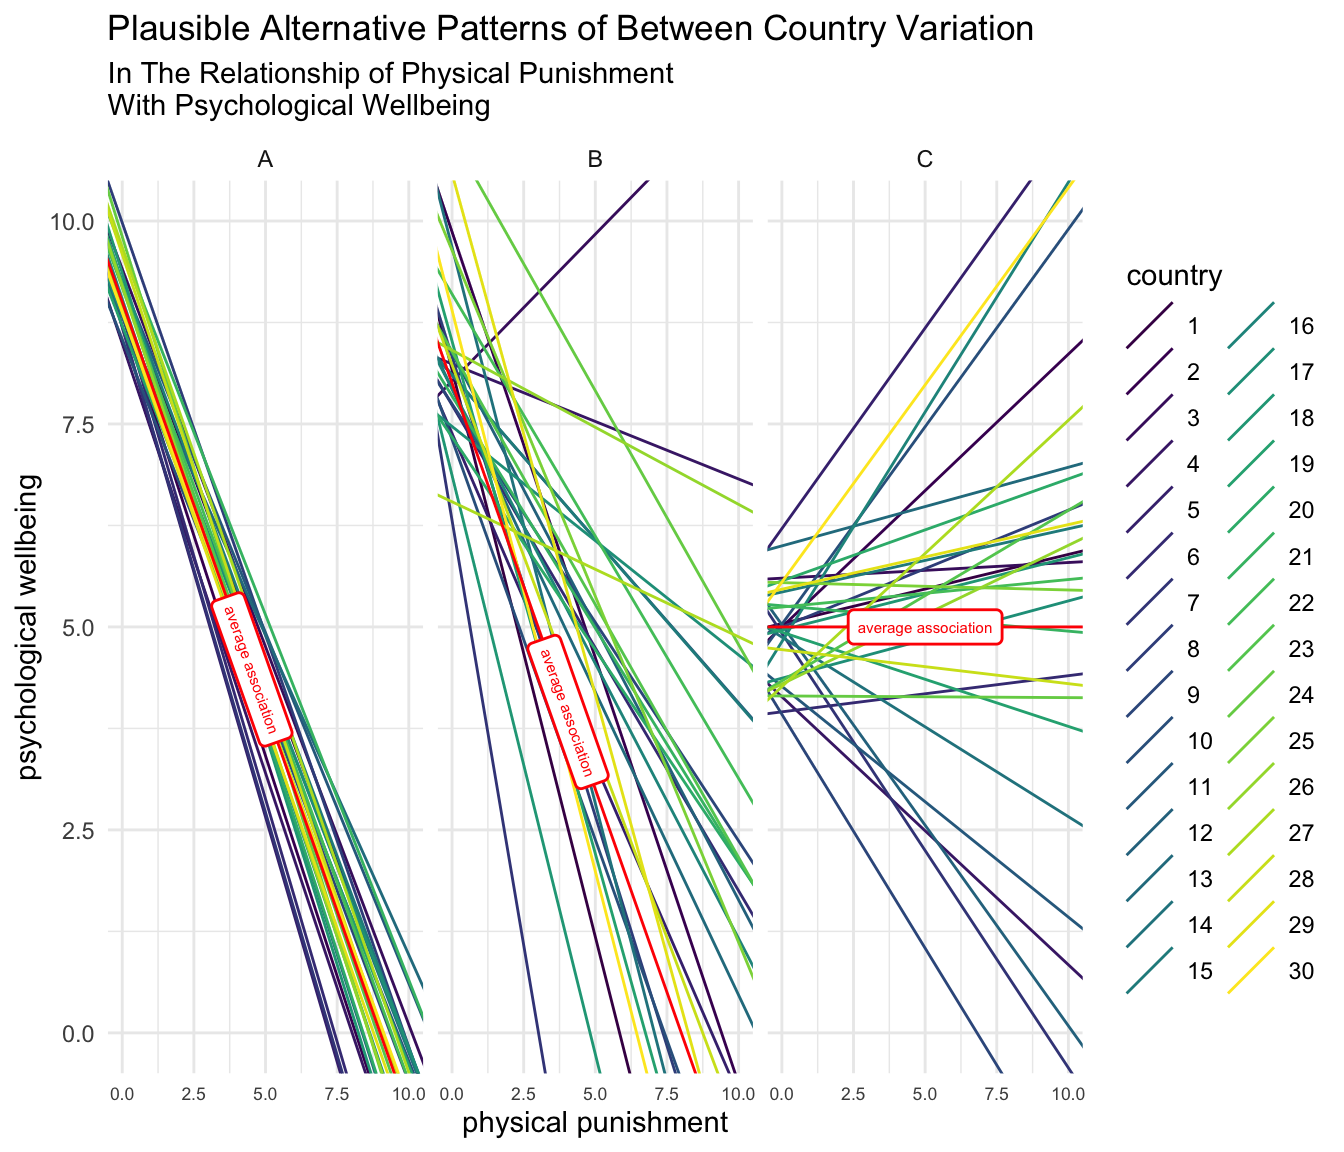 Plausible Alternative Patterns of Between Country Variation
In The Relationship of Physical Punishment
With Psychological Wellbeing
A
B
C
psychological wellbeing
10.0
7.5
5.0
2.5
0.0
average association
average association
average association
0.0 2.5 5.0 7.5 10.0
0.0 2.5 5.0 7.5 10.0
0.0 2.5 5.0 7.5 10.0
physical punishment
country
1
2
3
4
5
6
7
8
9
10
11
12
13
14
15
16
17
18
19
20
21
22
23
24
25
26
27
28
29
30